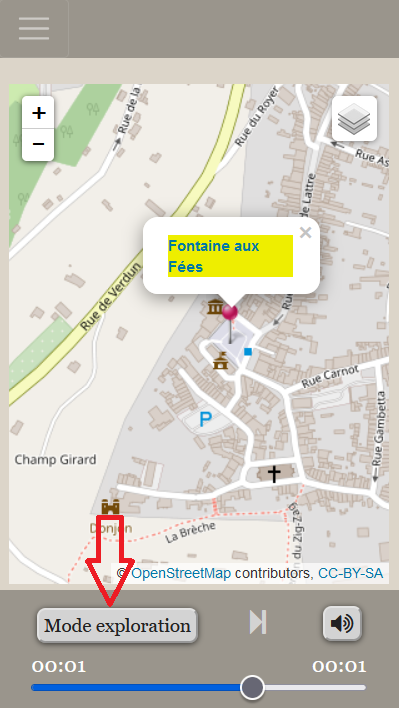 +
Rue de la
−
Rue du Royer
Rue As
de Lattre
×
Fontaine aux
Fées
Rue de Verdun
Rue Carnot
P
Rue Gambetta
Champ Girard
Donjon
La Brèche
du Zig-Zag
© OpenStreetMap contributors, CC-BY-SA
Mode exploration
00:01
00:01